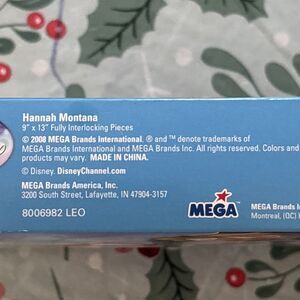 Hannah Montana
9" x 13" Fully Interlocking Pieces
© 2008 MEGA Brands International. ® and ™ denote trademarks of
MEGA Brands International and MEGA Brands Inc. All rights reserved. Colors and
products may vary. MADE IN CHINA.
© Disney. DisneyChannel.com
MEGA Brands America, Inc.
3200 South Street, Lafayette, IN 47904-3157
8006982 LEO
MEGA
MEGA Brands
Montreal, (QC)